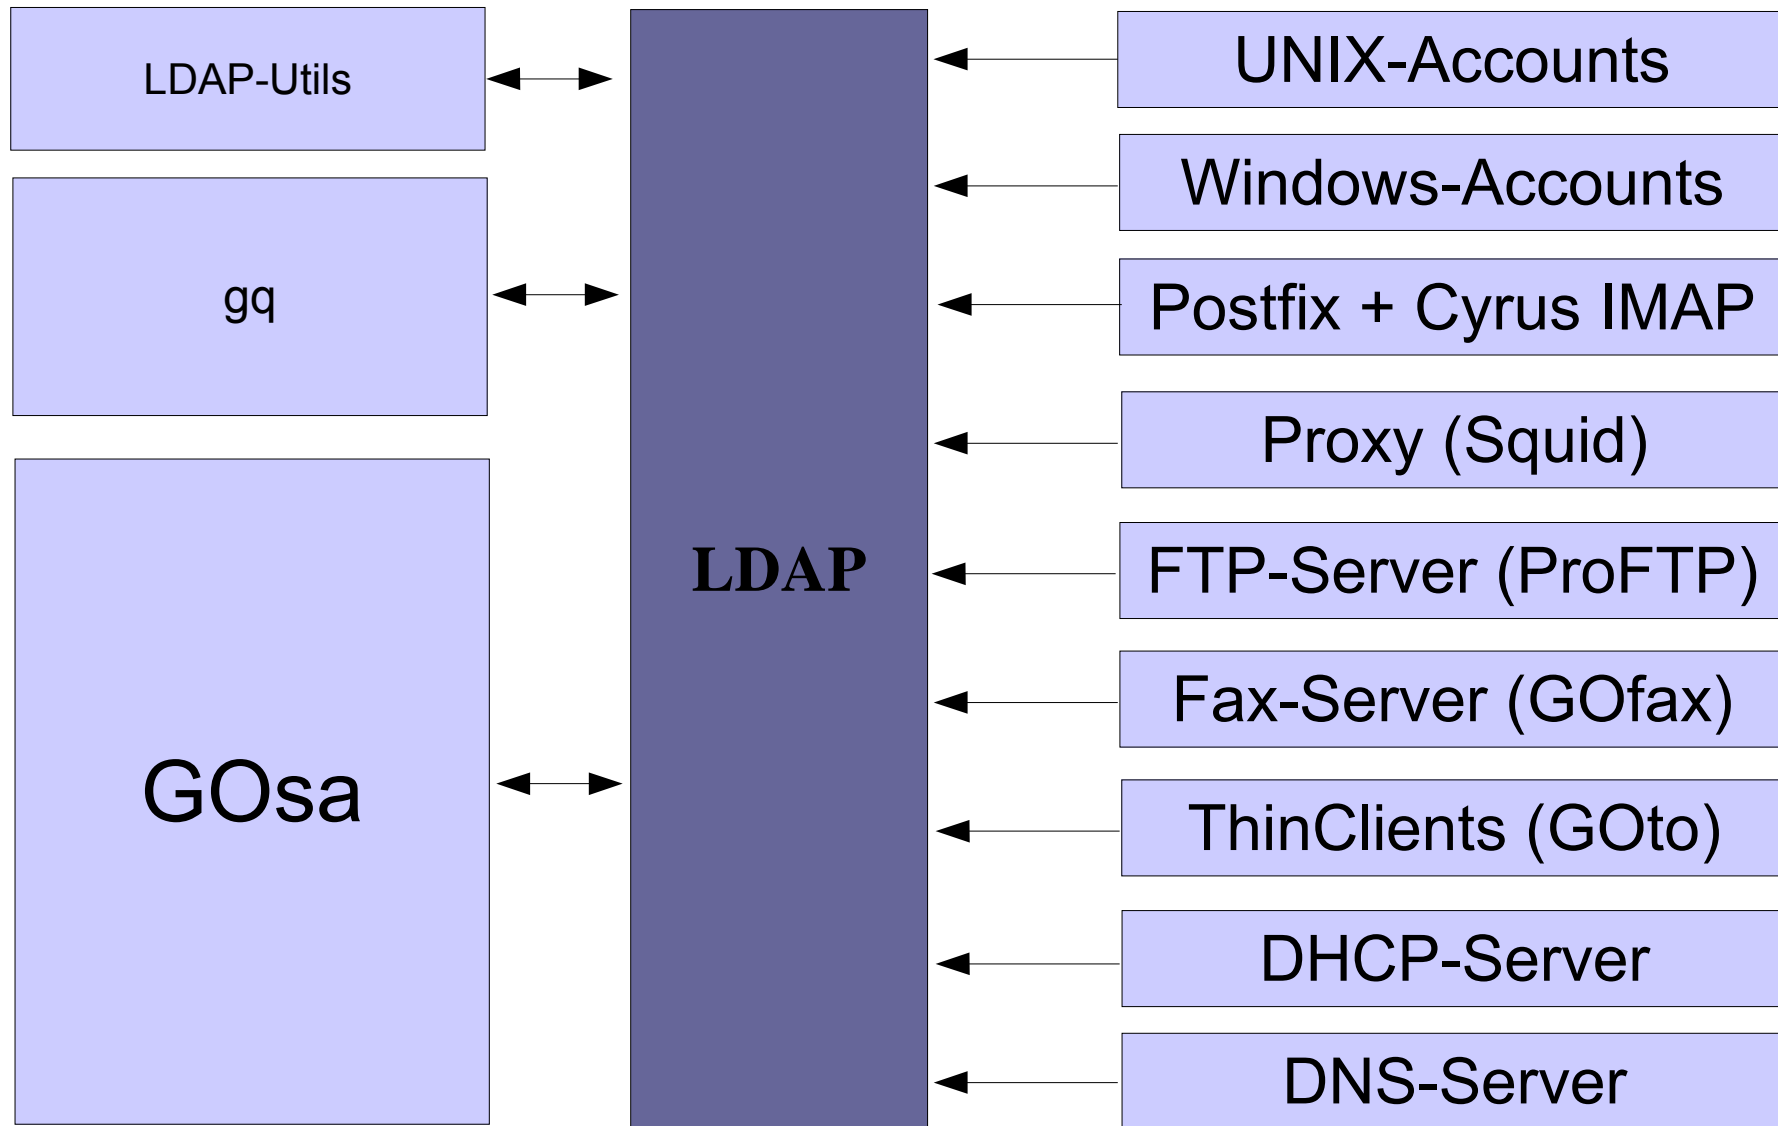 LDAP-Utils
gq
GOsa
LDAP
UNIX-Accounts
Windows-Accounts
Postfix + Cyrus IMAP
Proxy (Squid)
FTP-Server (ProFTP)
Fax-Server (GOfax)
ThinClients (GOto)
DHCP-Server
DNS-Server